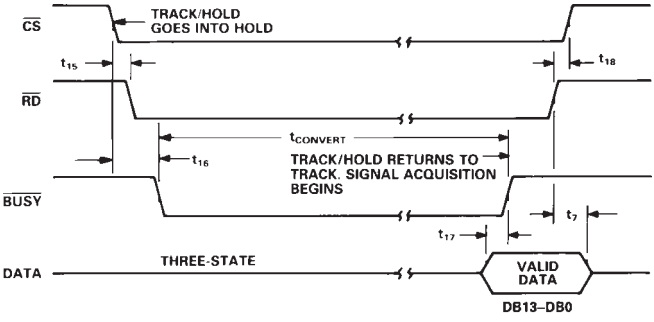 TRACK/HOLD
GOES INTO HOLD
CS
t15
t18
RD
tCONVERT
t16
TRACK/HOLD RETURNS TO
TRACK. SIGNAL ACQUISITION
BEGINS
BUSY
t7
t17
THREE-STATE
DATA
VALID
DATA
DB13–DB0